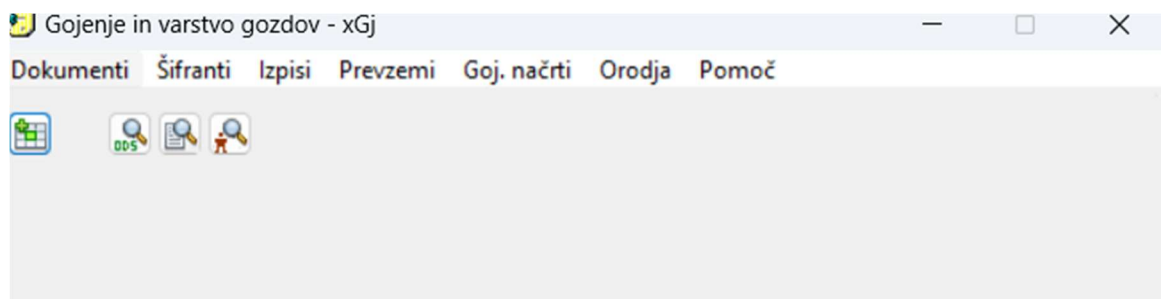 Gojenje in varstvo gozdov - xGj
Dokumenti Šifranti Izpisi Prevzemi Goj. načrti Orodja Pomoč
ODS